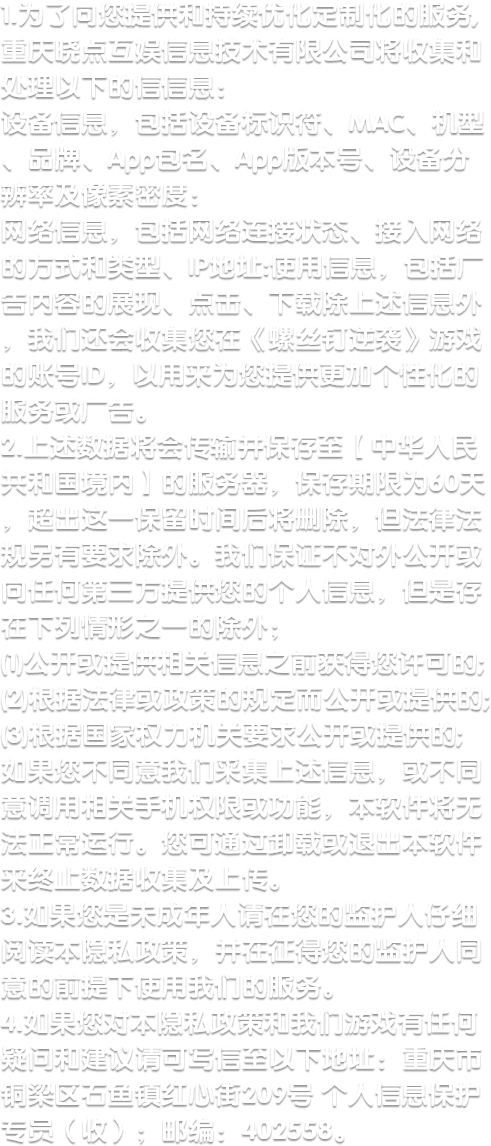 1.为了向您提供和持续优化定制化的服务,
重庆晓点互娱信息技术有限公司将收集和
处理以下的信信息：
设备信息，包括设备标识符、MAC、机型
、品牌、App包名、App版本号、设备分
辨率及像素密度；
网络信息，包括网络连接状态、接入网络
的方式和类型、IP地址;使用信息，包括广
告内容的展现、点击、下载除上述信息外
，我们还会收集您在《螺丝钉逆袭》游戏
的账号ID，以用来为您提供更加个性化的
服务或广告。
2.上述数据将会传输并保存至【中华人民
共和国境内】的服务器，保存期限为60天
，超出这一保留时间后将删除，但法律法
规另有要求除外。我们保证不对外公开或
向任何第三方提供您的个人信息，但是存
在下列情形之一的除外；
(1)公开或提供相关信息之前获得您许可的;
(2)根据法律或政策的规定而公开或提供的;
(3)根据国家权力机关要求公开或提供的;
如果您不同意我们采集上述信息，或不同
意调用相关手机权限或功能，本软件将无
法正常运行。您可通过卸载或退出本软件
来终止数据收集及上传。
3.如果您是未成年人请在您的监护人仔细
阅读本隐私政策，并在征得您的监护人同
意的前提下使用我们的服务。
4.如果您对本隐私政策和我们游戏有任何
疑问和建议请可写信至以下地址：重庆市
铜梁区石鱼镇红心街209号 个人信息保护
专员（收）；邮编：402558。